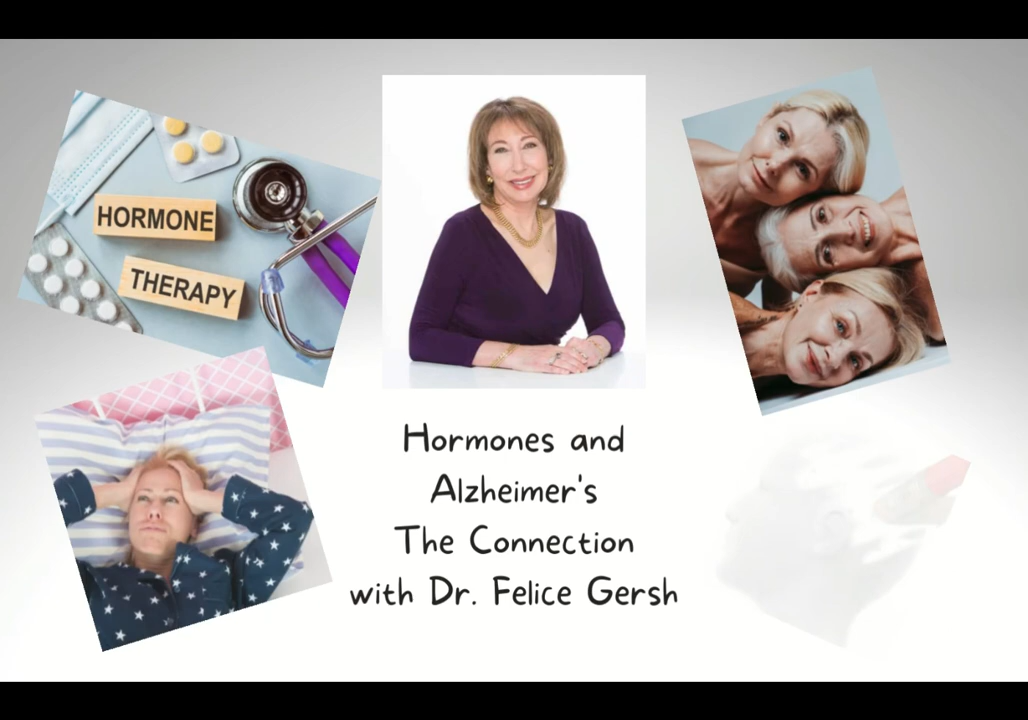 HORMONE
THERAPY
Hormones and
Alzheimer's
The Connection
with Dr. Felice Gersh